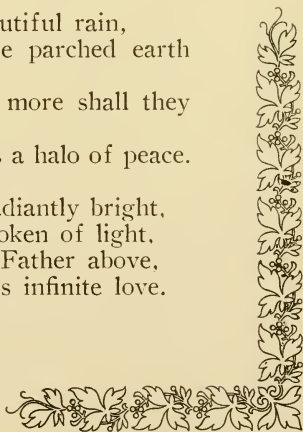 utiful rain,
e parched earth
more shall they
a halo of peace.
diantly bright,
oken of light,
Father above,
s infinite love.